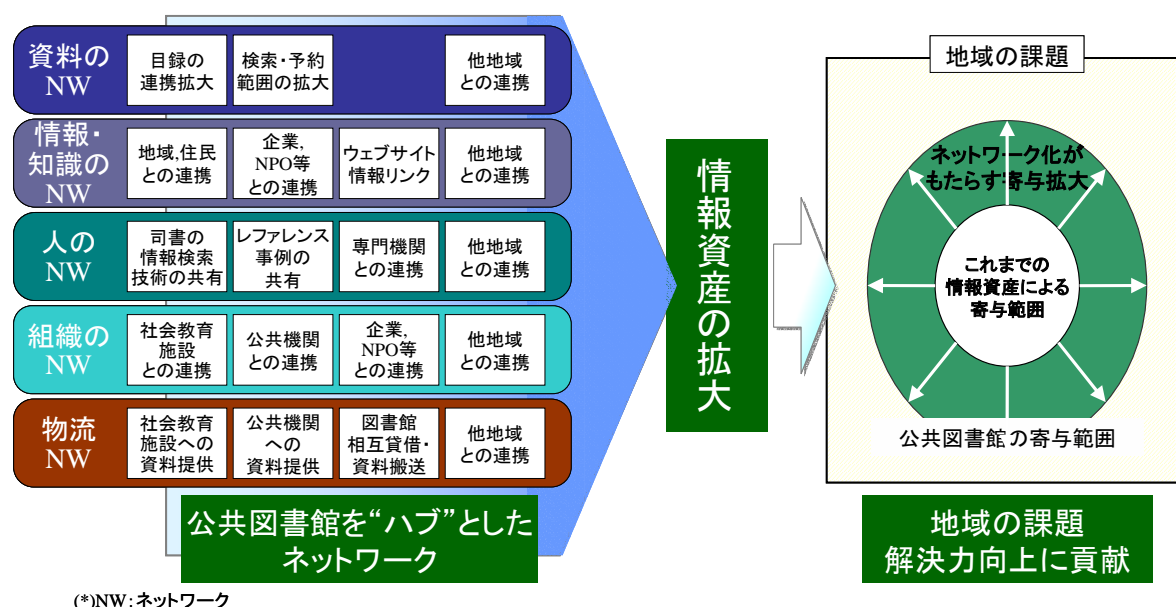 資料の
NW
目録の
連携拡大
検索・予約
範囲の拡大
他地域
との連携
情報・
知識の
NW
地域,住民
との連携
企業,
NPO等
との連携
ウェブサイト
情報リンク
他地域
との連携
人の
NW
司書の
情報検索
技術の共有
レファレンス
事例の
共有
専門機関
との連携
他地域
との連携
組織の
NW
社会教育
施設
との連携
公共機関
との連携
企業,
NPO等
との連携
他地域
との連携
物流
NW
社会教育
施設への
資料提供
公共機関
への
資料提供
図書館
相互貸借・
資料搬送
他地域
との連携
公共図書館を“ハブ”とした
ネットワーク
(*)NW:ネットワーク
情報資産の拡大
地域の課題
ネットワーク化が
もたらす寄与拡大
これまでの
情報資産による
寄与範囲
公共図書館の寄与範囲
地域の課題
解決力向上に貢献